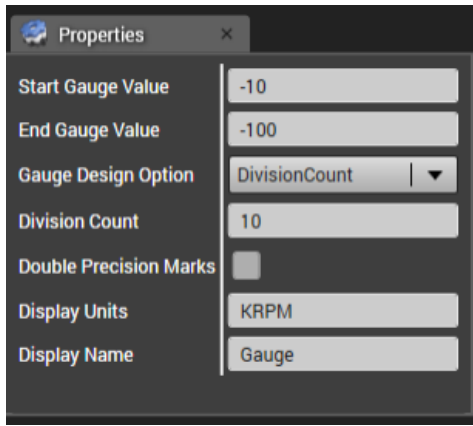 Properties ×
Start Gauge Value -10
End Gauge Value -100
Gauge Design Option DivisionCount
Division Count 10
Double Precision Marks
Display Units KRPM
Display Name Gauge